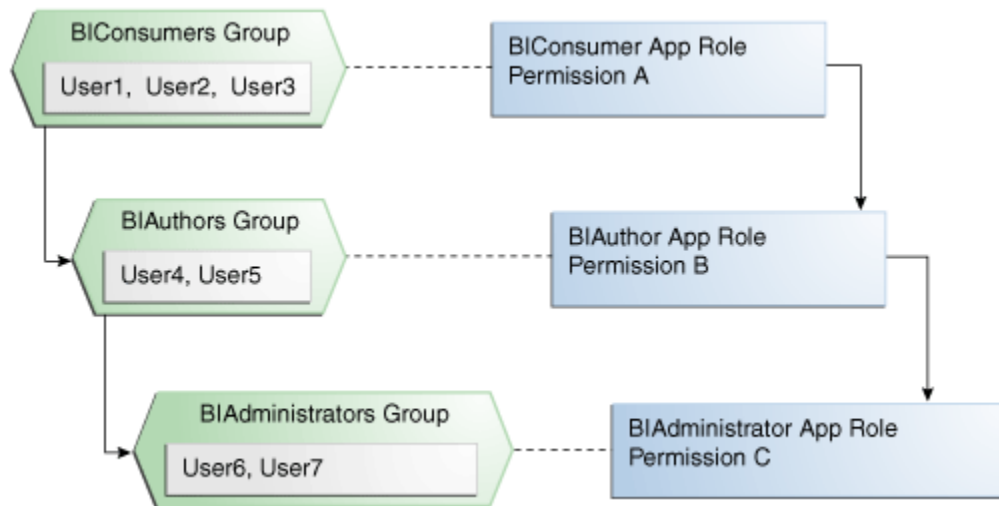 BIConsumers Group
User1, User2, User3
BIConsumer App Role
Permission A
BIAuthors Group
User4, User5
BIAuthor App Role
Permission B
BIAdministrators Group
User6, User7
BIAdministrator App Role
Permission C